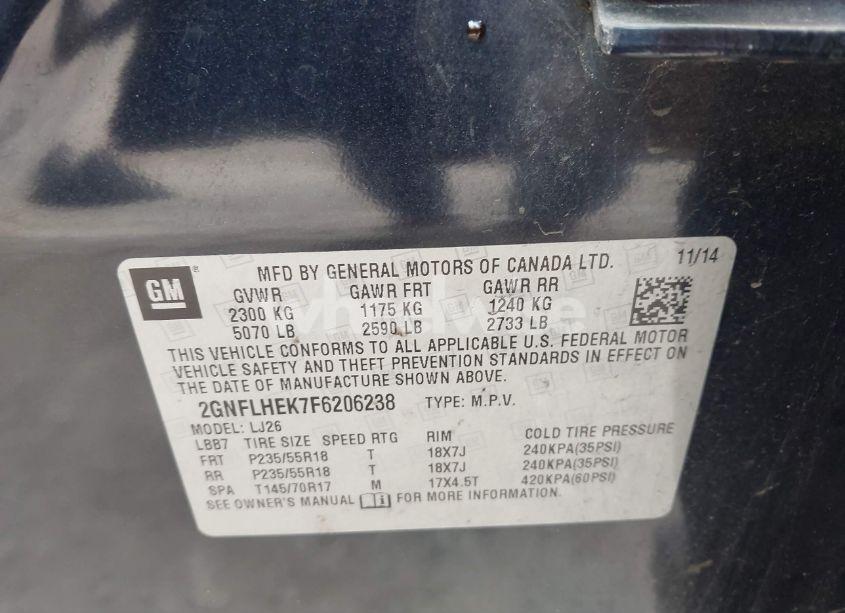 GM
MFD BY GENERAL MOTORS OF CANADA LTD. 11/14
GVWR GAWR FRT GAWR RR
2300 KG 1175 KG 1240 KG
5070 LB 2590 LB 2733 LB
THIS VEHICLE CONFORMS TO ALL APPLICABLE U.S. FEDERAL MOTOR
VEHICLE SAFETY AND THEFT PREVENTION STANDARDS IN EFFECT ON
THE DATE OF MANUFACTURE SHOWN ABOVE.
2GNFLHEK7F6206238 TYPE: M.P.V.
MODEL: LJ26
LBB7 TIRE SIZE SPEED RTG RIM COLD TIRE PRESSURE
FRT P235/55R18 T 18X7J 240KPA(35PSI)
RR P235/55R18 T 18X7J 240KPA(35PSI)
SPA T145/70R17 M 17X4.5T 420KPA(60PSI)
SEE OWNER'S MANUAL FOR MORE INFORMATION.